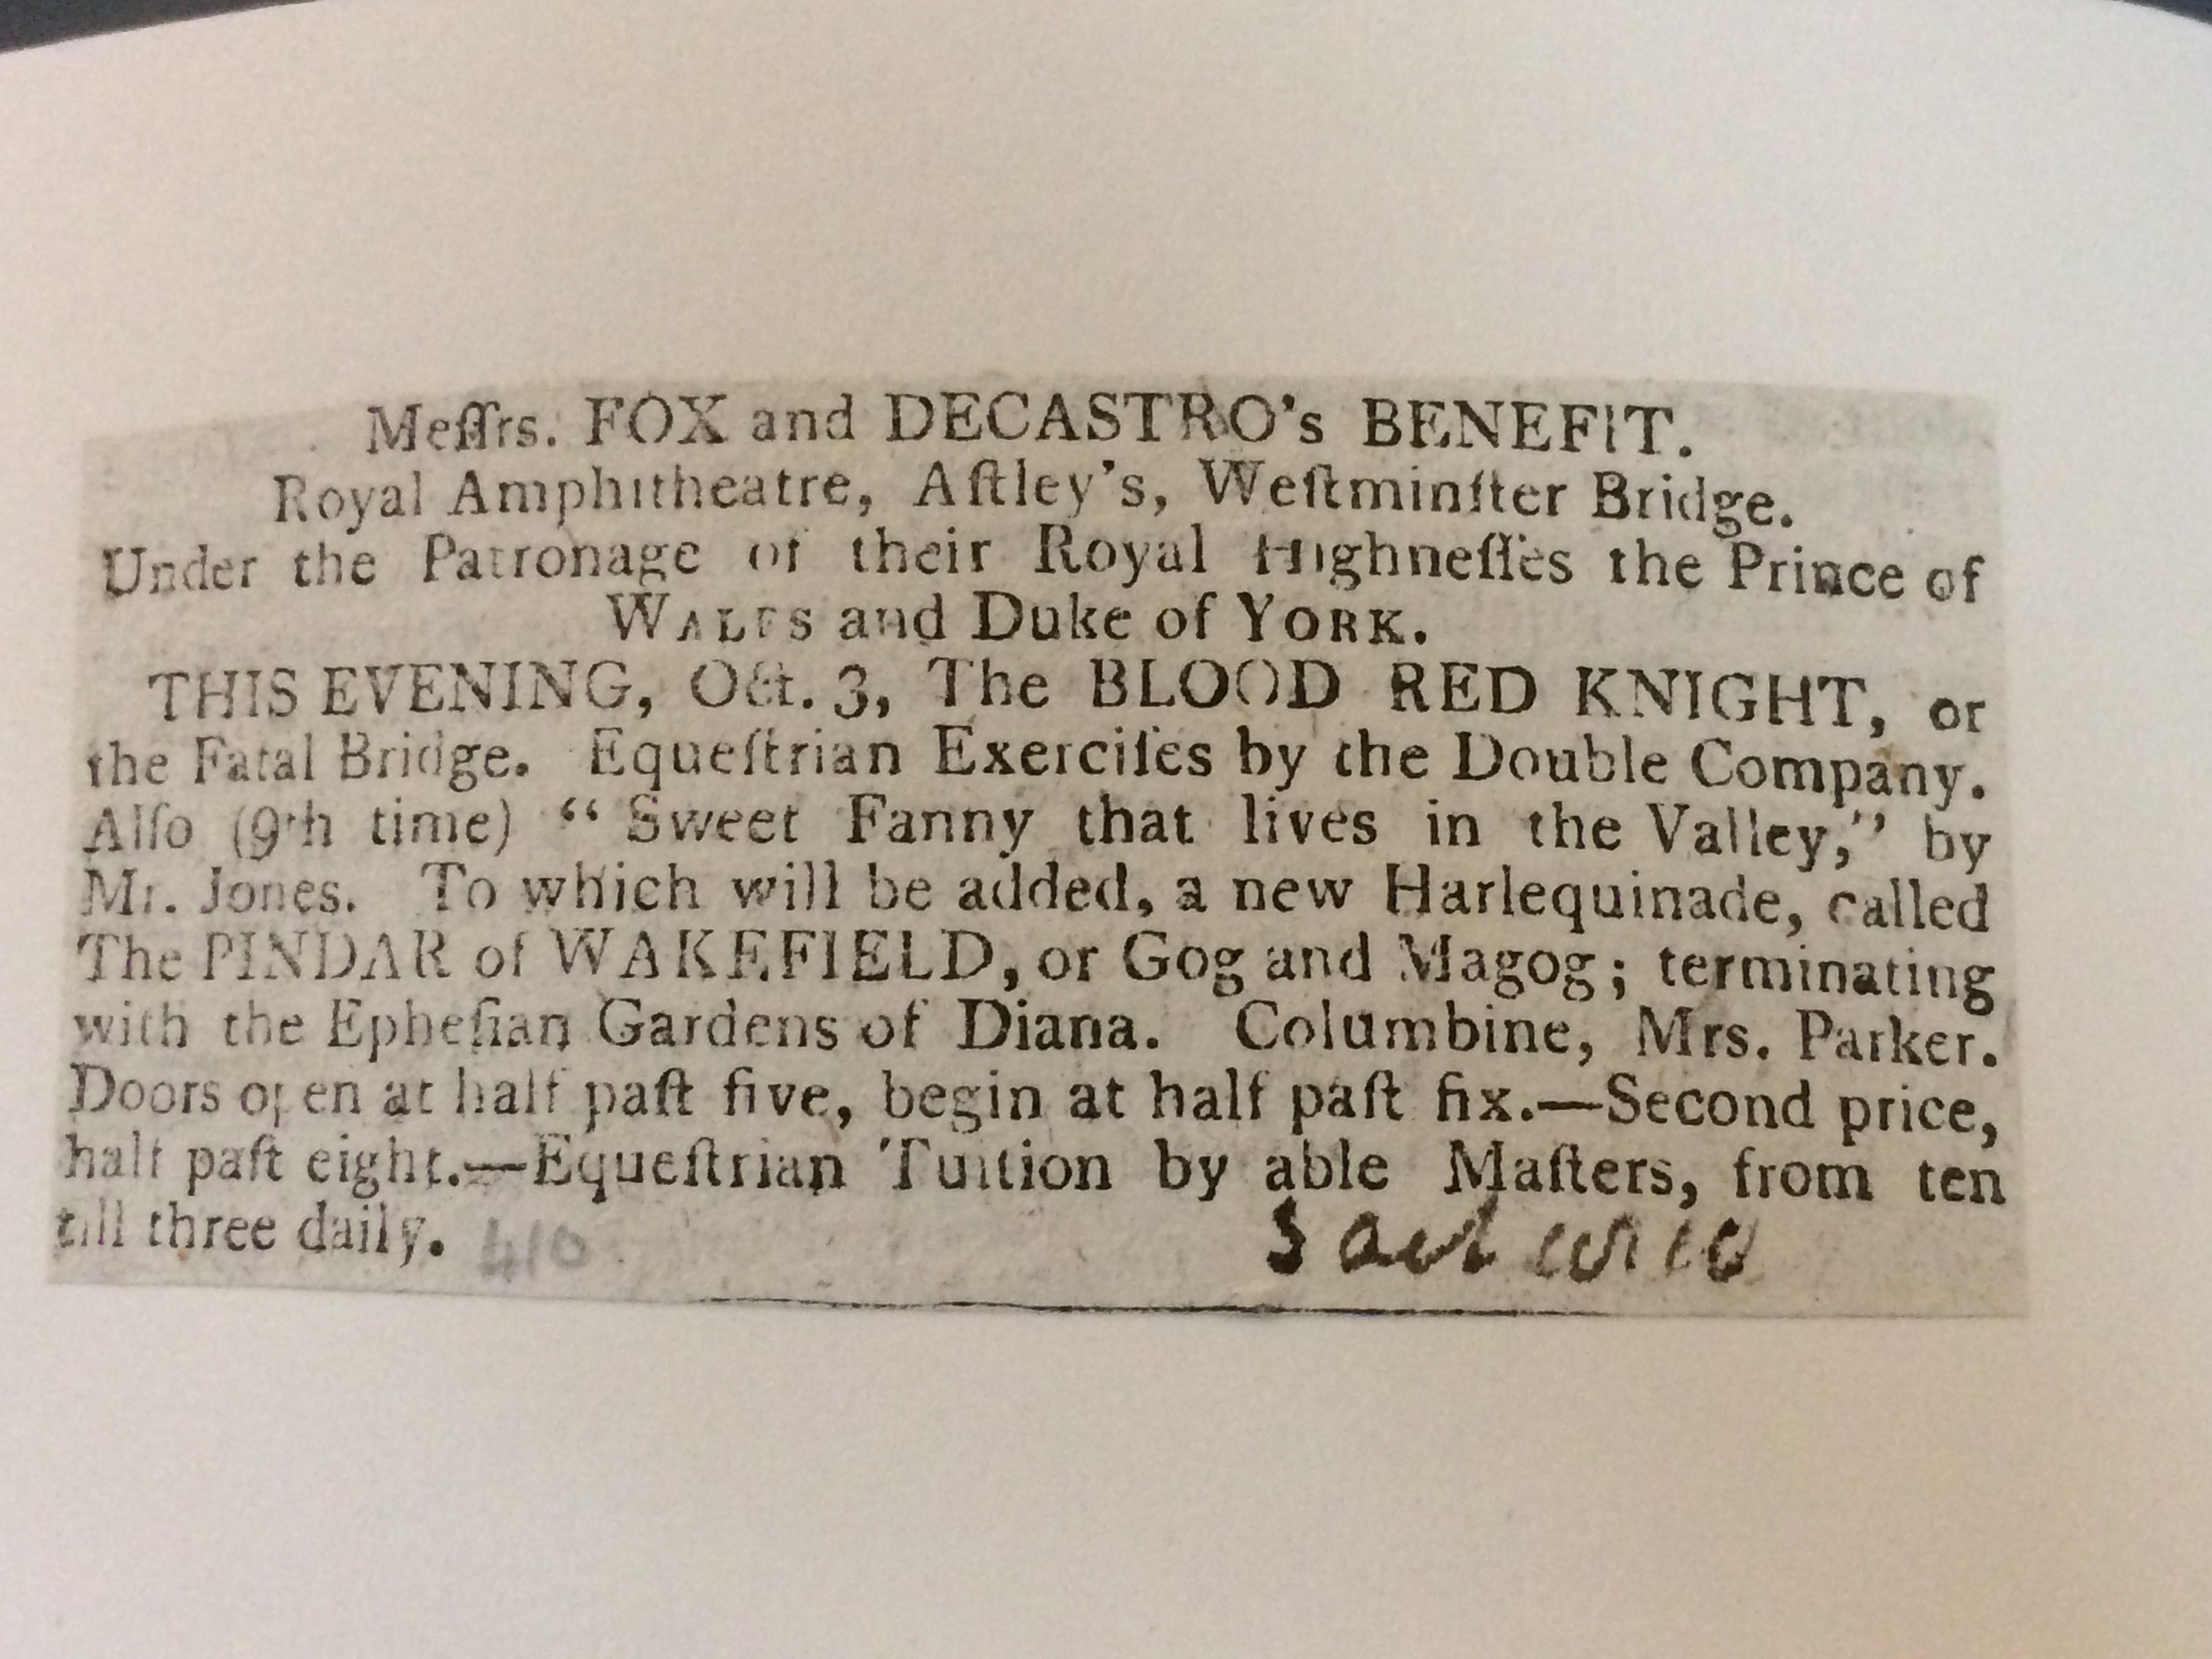 Meſſrs. FOX and DECASTRO's BENEFIT.
Royal Amphitheatre, Aſtley's, Weſtminſter Bridge.
Under the Patronage of their Royal Highneſſes the Prince of
WALES and Duke of YORK.
THIS EVENING, Oct. 3, The BLOOD RED KNIGHT, or
the Fatal Bridge. Equeſtrian Exerciſes by the Double Company.
Alſo (9th time) “ Sweet Fanny that lives in the Valley,” by
Mr. Jones. To which will be added, a new Harlequinade, called
The PINDAR of WAKEFIELD, or Gog and Magog; terminating
with the Epheſian Gardens of Diana. Columbine, Mrs. Parker.
Doors open at half paſt five, begin at half paſt ſix.—Second price,
half paſt eight.—Equeſtrian Tuition by able Maſters, from ten
till three daily. 410